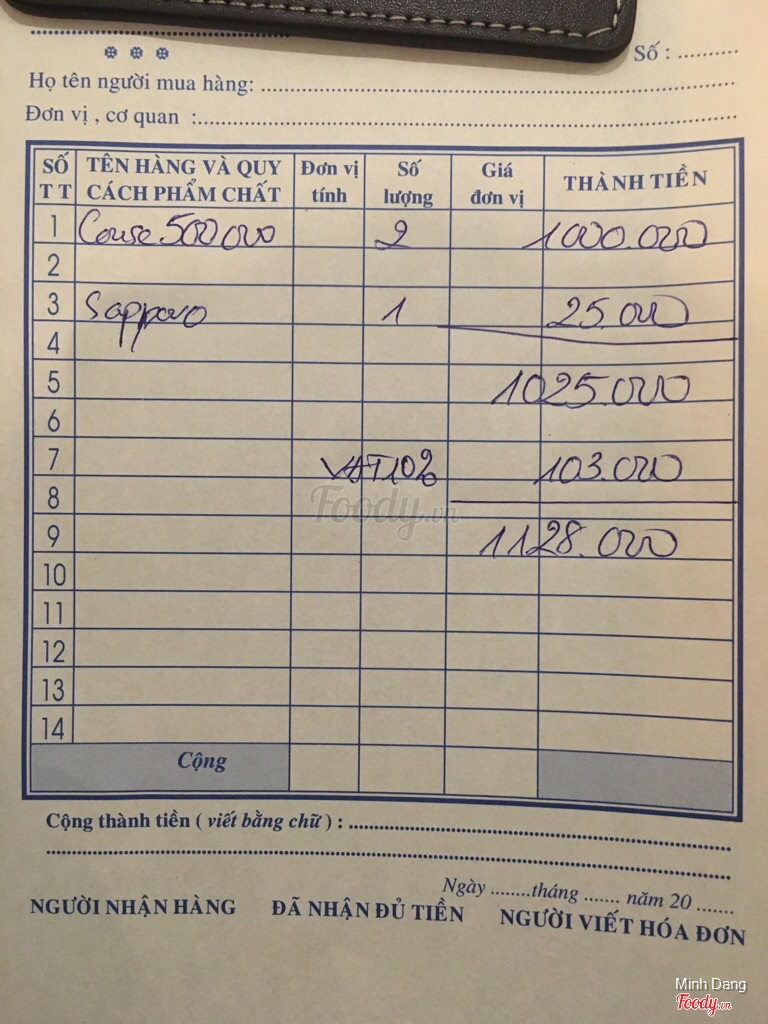 Số : ..........
Họ tên người mua hàng: ..........
Đơn vị , cơ quan :..........
SỐ TT TÊN HÀNG VÀ QUY CÁCH PHẨM CHẤT Đơn vị tính Số lượng Giá đơn vị THÀNH TIỀN
1 Couse 500000 2 1000.000
2
3 Sapporo 1 25.000
4
5 1025.000
6
7 VAT10% 103.000
8
Foody.vn
9 1128.000
10
11
12
13
14
Cộng
Cộng thành tiền ( viết bằng chữ ) : ..........
Ngày ........tháng ....... năm 20 .......
NGƯỜI NHẬN HÀNG ĐÃ NHẬN ĐỦ TIỀN NGƯỜI VIẾT HÓA ĐƠN
Minh Dang
Foody.vn